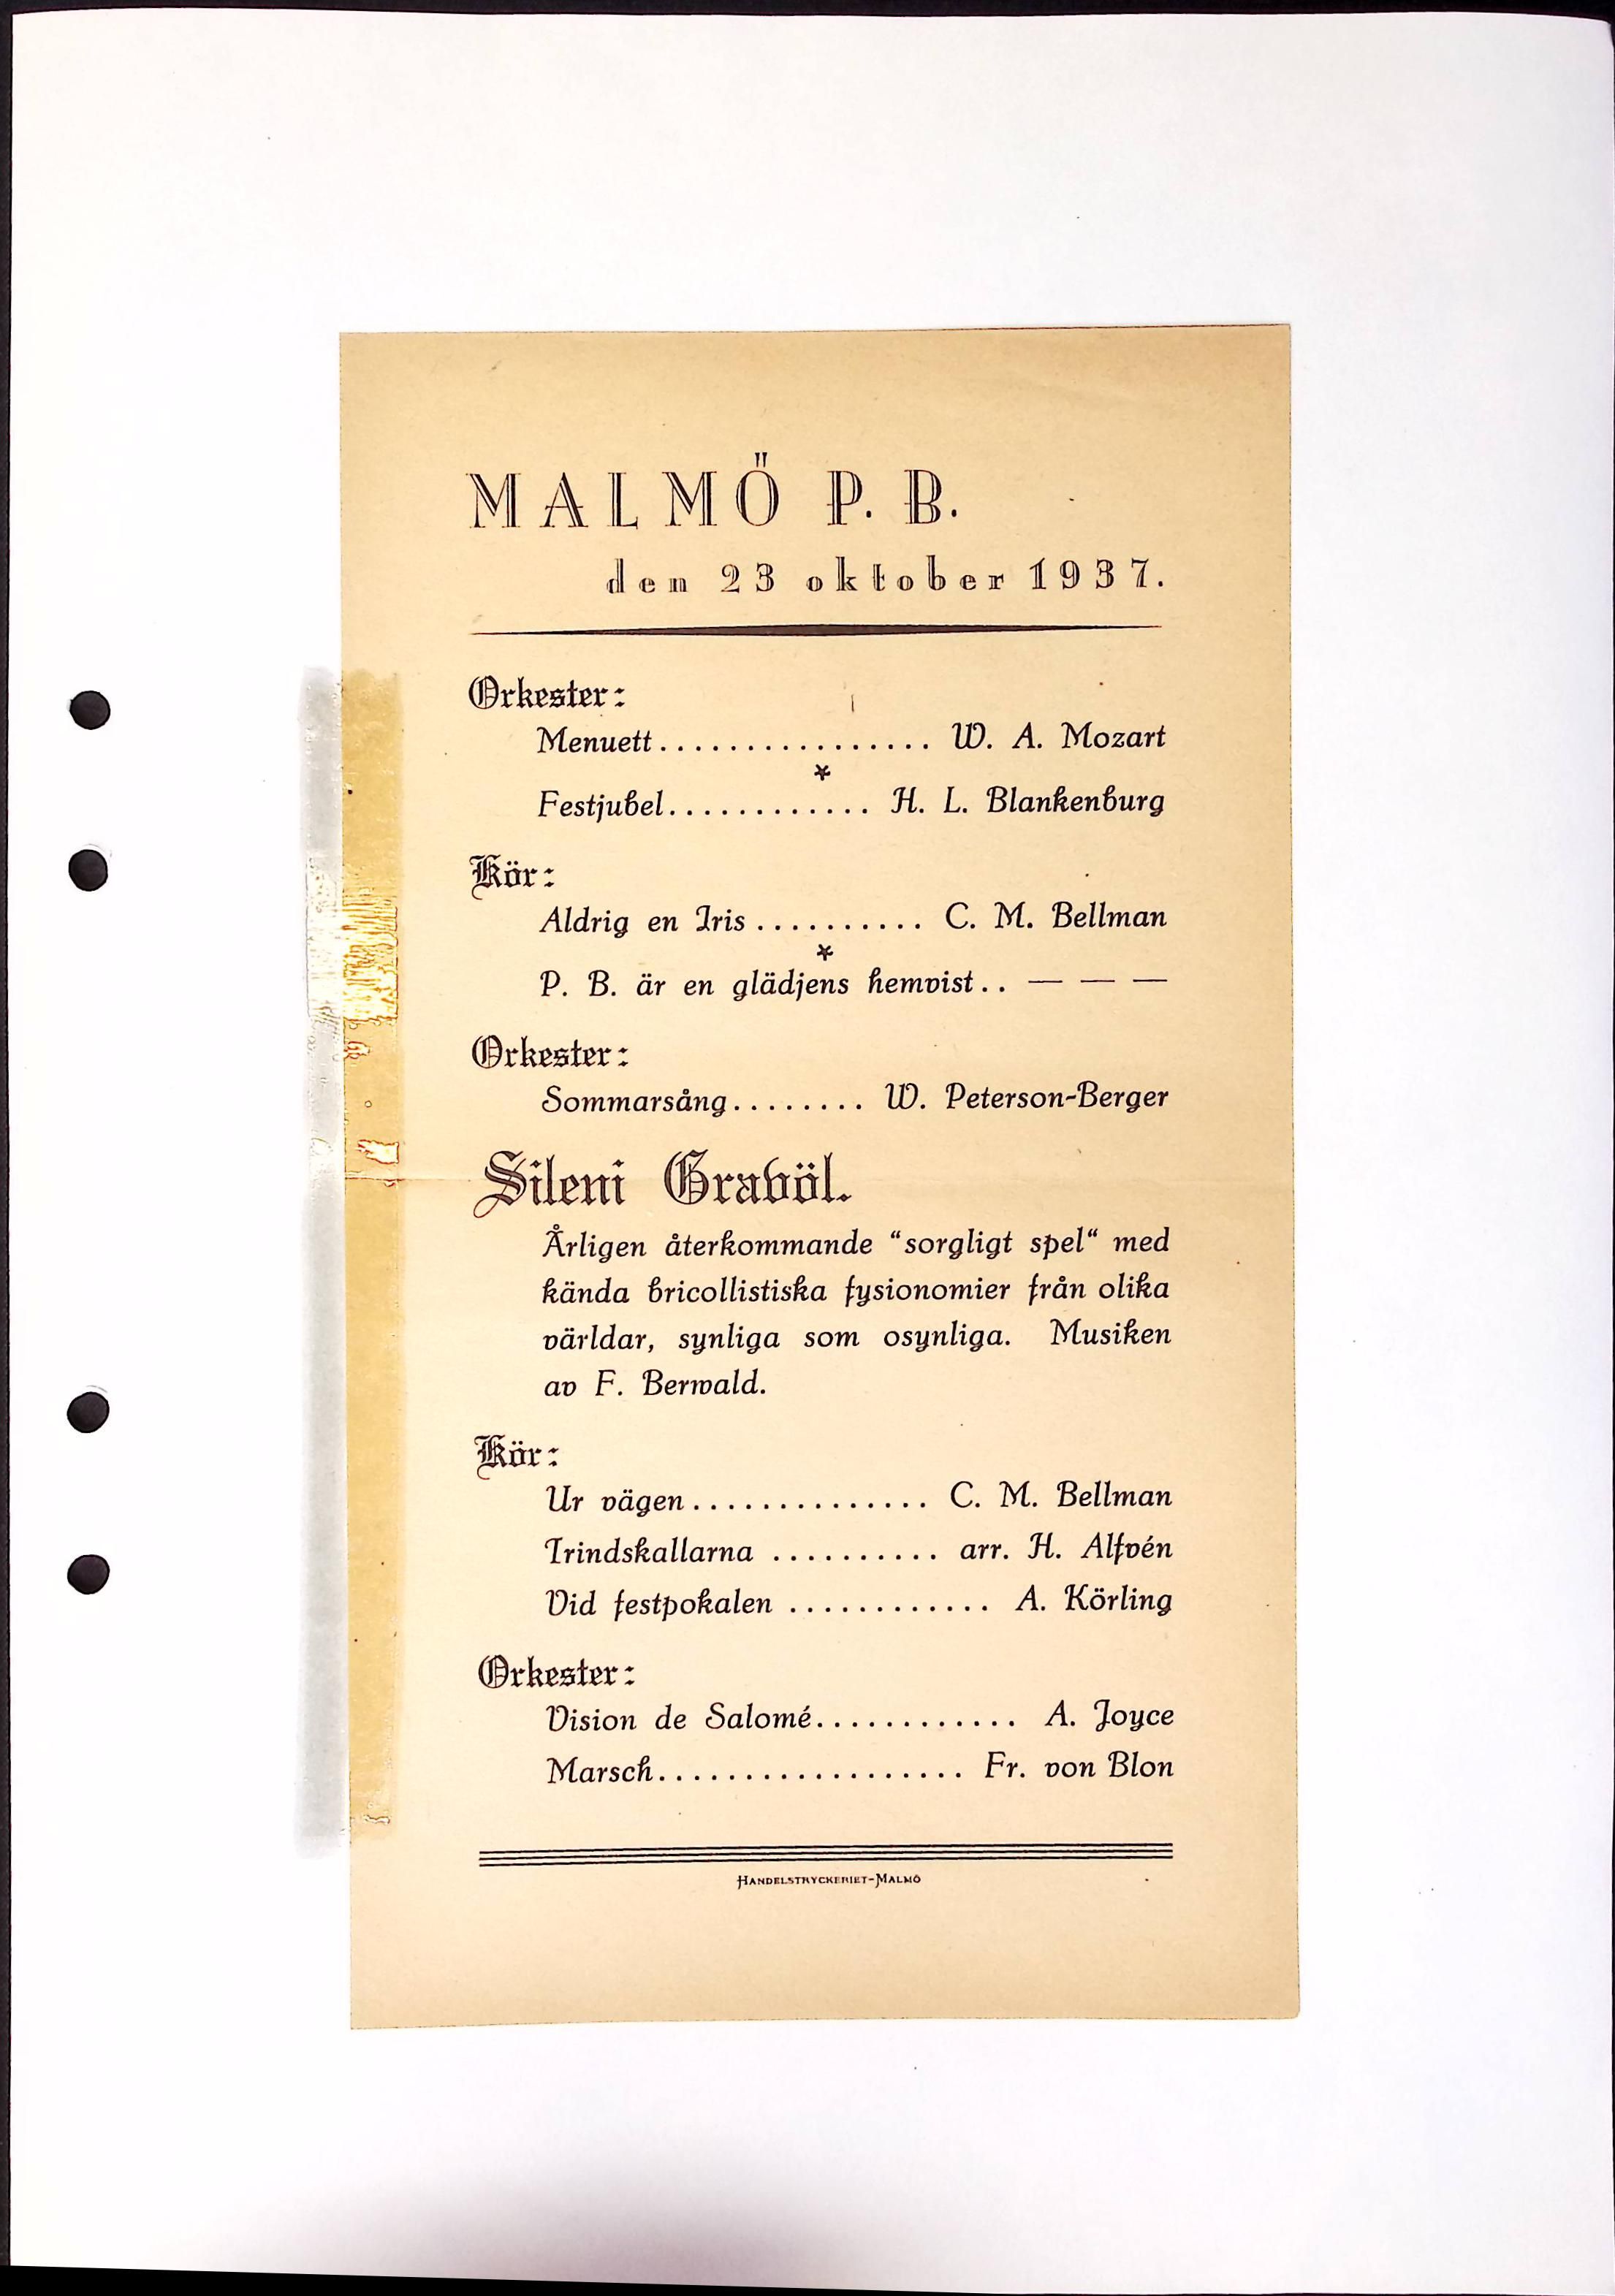 MALMÖ P. B.
den 23 oktober 1937.
Orkester:
Menuett................ W. A. Mozart
*
Festjubel............ H. L. Blankenburg
Kör:
Aldrig en Iris .......... C. M. Bellman
*
P. B. är en glädjens hemvist.. — — —
Orkester:
Sommarsång........ W. Peterson-Berger
Sileni Gravöl.
Årligen återkommande “sorgligt spel“ med
kända bricollistiska fysionomier från olika
världar, synliga som osynliga. Musiken
av F. Berwald.
Kör:
Ur vägen.............. C. M. Bellman
Trindskallarna .......... arr. H. Alfvén
Vid festpokalen ............ A. Körling
Orkester:
Vision de Salomé............ A. Joyce
Marsch.................. Fr. von Blon
HANDELSTRYCKERIET-MALMÖ